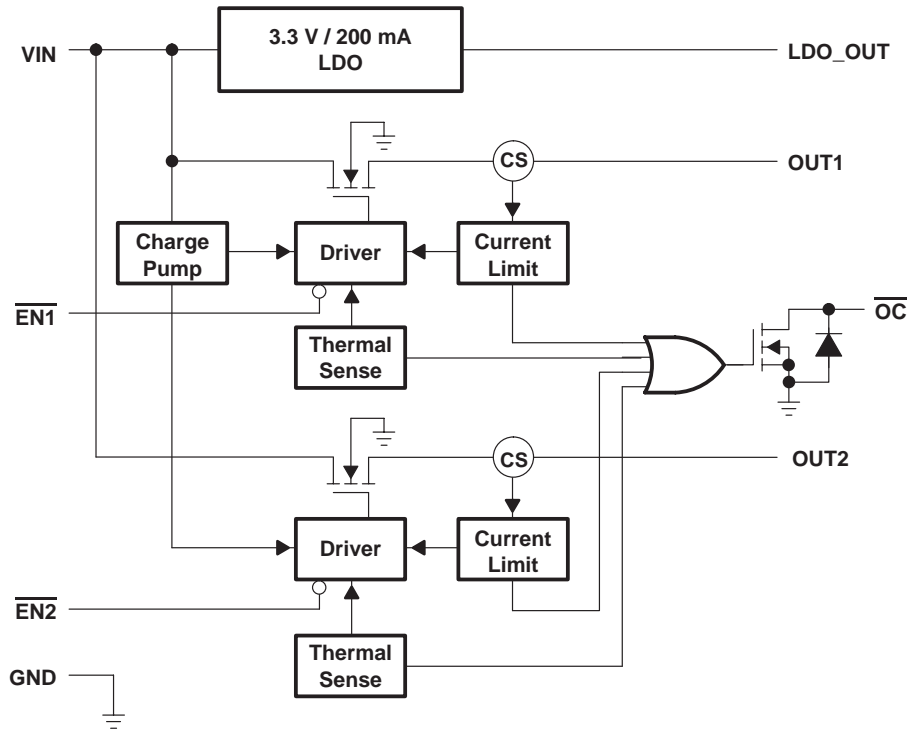 3.3 V / 200 mA
LDO
VIN
LDO_OUT
CS
OUT1
Charge
Pump
Driver
Current
Limit
EN1
OC
Thermal
Sense
CS
OUT2
Driver
Current
Limit
EN2
Thermal
Sense
GND